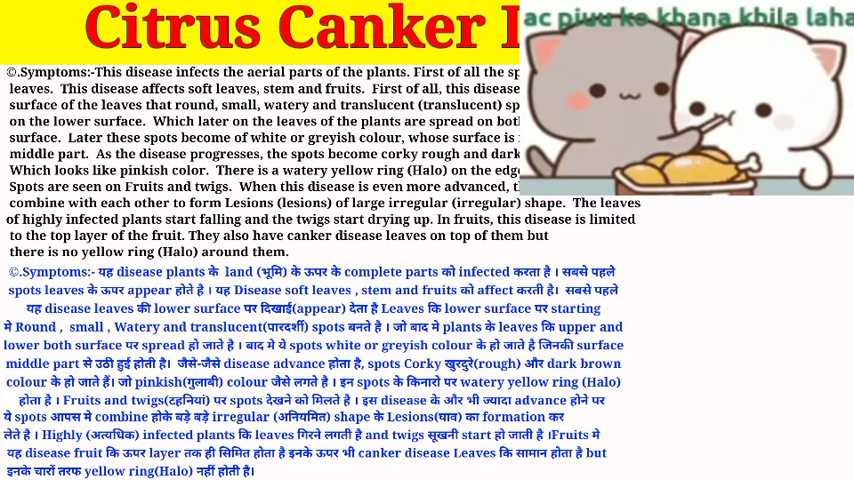 Citrus Canker
ac piuu ko khana khila laha
©.Symptoms:-This disease infects the aerial parts of the plants. First of all the sp
leaves. This disease affects soft leaves, stem and fruits. First of all, this disease
surface of the leaves that round, small, watery and translucent (translucent) sp
on the lower surface. Which later on the leaves of the plants are spread on bot
surface. Later these spots become of white or greyish colour, whose surface is
middle part. As the disease progresses, the spots become corky rough and dark
Which looks like pinkish color. There is a watery yellow ring (Halo) on the edg
Spots are seen on Fruits and twigs. When this disease is even more advanced, t
combine with each other to form Lesions (lesions) of large irregular (irregular) shape. The leaves
of highly infected plants start falling and the twigs start drying up. In fruits, this disease is limited
to the top layer of the fruit. They also have canker disease leaves on top of them but
there is no yellow ring (Halo) around them.
©.Symptoms:- यह disease plants के land (भूमि) के ऊपर के complete parts को infected करता है । सबसे पहले
spots leaves के ऊपर appear होते है । यह Disease soft leaves , stem and fruits को affect करती है। सबसे पहले
यह disease leaves की lower surface पर दिखाई(appear) देता है Leaves कि lower surface पर starting
मे Round , small , Watery and translucent(पारदर्शी) spots बनते है । जो बाद मे plants के leaves कि upper and
lower both surface पर spread हो जाते है । बाद मे ये spots white or greyish colour के हो जाते है जिनकी surface
middle part से उठी हुई होती है। जैसे-जैसे disease advance होता है, spots Corky खुरदुरे(rough) और dark brown
colour के हो जाते हैं। जो pinkish(गुलाबी) colour जैसे लगते है । इन spots के किनारो पर watery yellow ring (Halo)
होता है । Fruits and twigs(टहनियां) पर spots देखने को मिलते है । इस disease के और भी ज्यादा advance होने पर
ये spots आपस मे combine होके बड़े बड़े irregular (अनियमित) shape के Lesions(घाव) का formation कर
लेते है । Highly (अत्यधिक) infected plants कि leaves गिरने लगती है and twigs सूखनी start हो जाती है ।Fruits मे
यह disease fruit कि ऊपर layer तक ही सिमित होता है इनके ऊपर भी canker disease Leaves कि सामान होता है but
इनके चारों तरफ yellow ring(Halo) नहीं होती है।